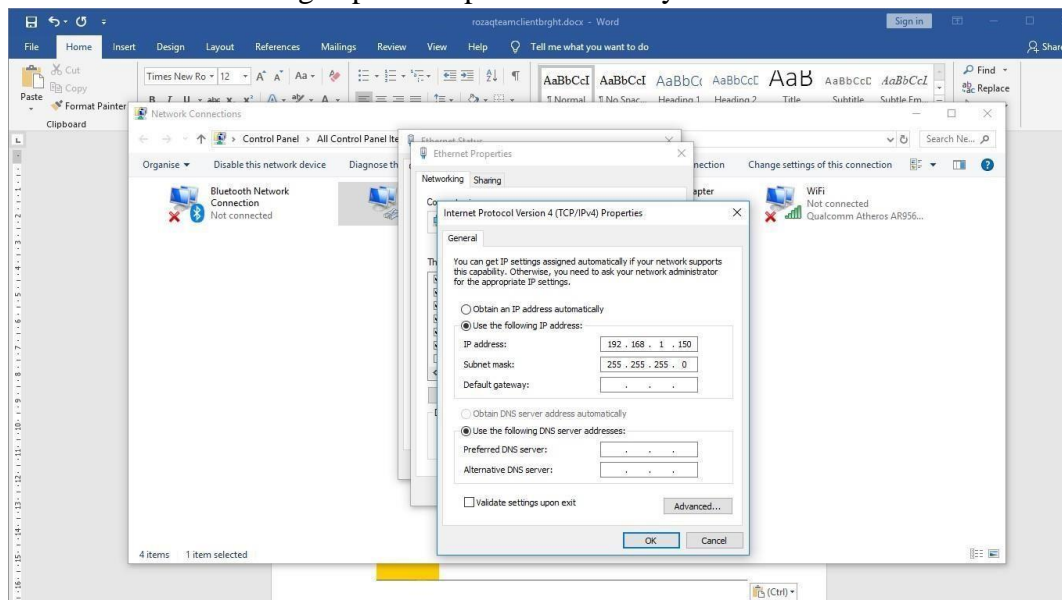 rozaqteamclientbrght.docx - Word
Sign in
File Home Insert Design Layout References Mailings Review View Help Tell me what you want to do Share
Paste
Cut
Copy
Format Painter
Clipboard
Times New Ro 12
AaBbCcI AaBbCcI AaBbCc AaBbCcC AaB AaBbCcC AaBbCcI
1 Normal 1 No Spac... Heading 1 Heading 2 Title Subtitle Subtle Em...
Find
Replace
Network Connections
Control Panel All Control Panel Ite
Search Ne...
Organise Disable this network device Diagnose th nection Change settings of this connection
Bluetooth Network
Connection
Not connected
apter
WiFi
Not connected
Qualcomm Atheros AR956...
Ethernet Status
Ethernet Properties
Networking Sharing
Internet Protocol Version 4 (TCP/IPv4) Properties
General
You can get IP settings assigned automatically if your network supports
this capability. Otherwise, you need to ask your network administrator
for the appropriate IP settings.
Obtain an IP address automatically
Use the following IP address:
IP address: 192 . 168 . 1 . 150
Subnet mask: 255 . 255 . 255 . 0
Default gateway: . . .
Obtain DNS server address automatically
Use the following DNS server addresses:
Preferred DNS server: . . .
Alternative DNS server: . . .
Validate settings upon exit
Advanced...
OK Cancel
4 items 1 item selected
(Ctrl)